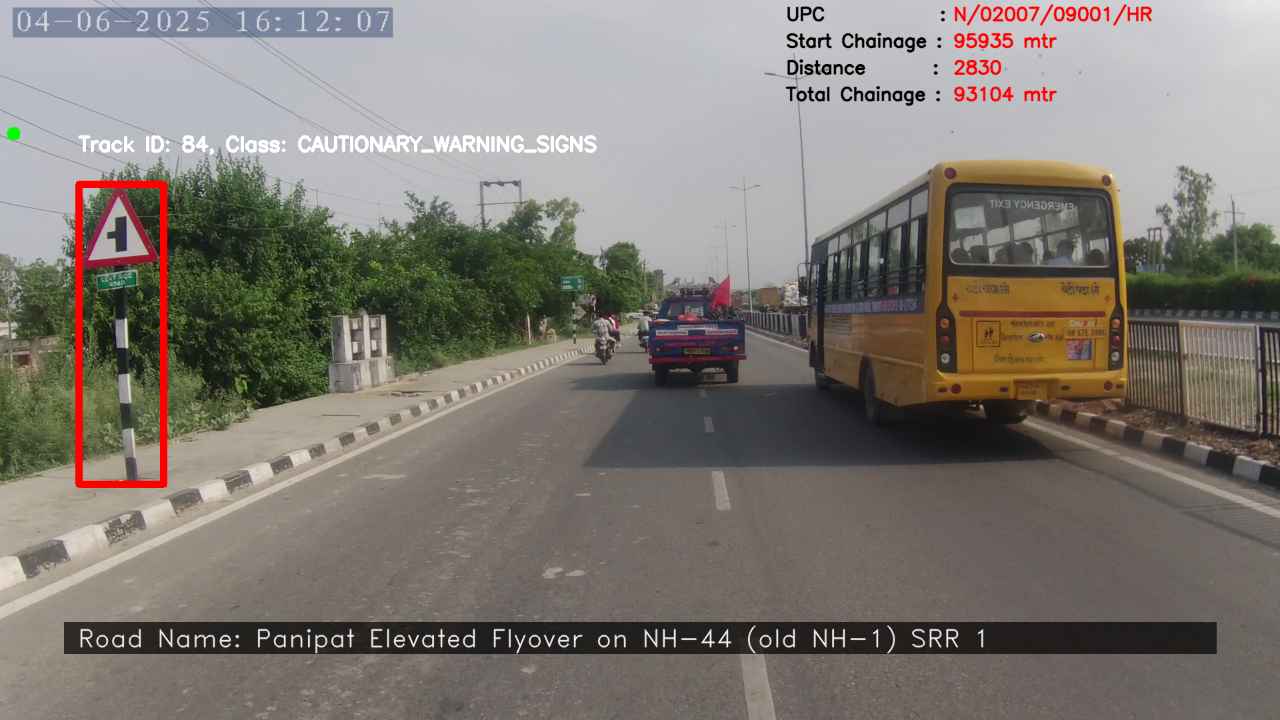 04-06-2025 16:12:07
UPC : N/02007/09001/HR
Start Chainage : 95935 mtr
Distance : 2830
Total Chainage : 93104 mtr
Track ID: 84, Class: CAUTIONARY_WARNING_SIGNS
EMERGENCY EXIT
Road Name: Panipat Elevated Flyover on NH-44 (old NH-1) SRR 1